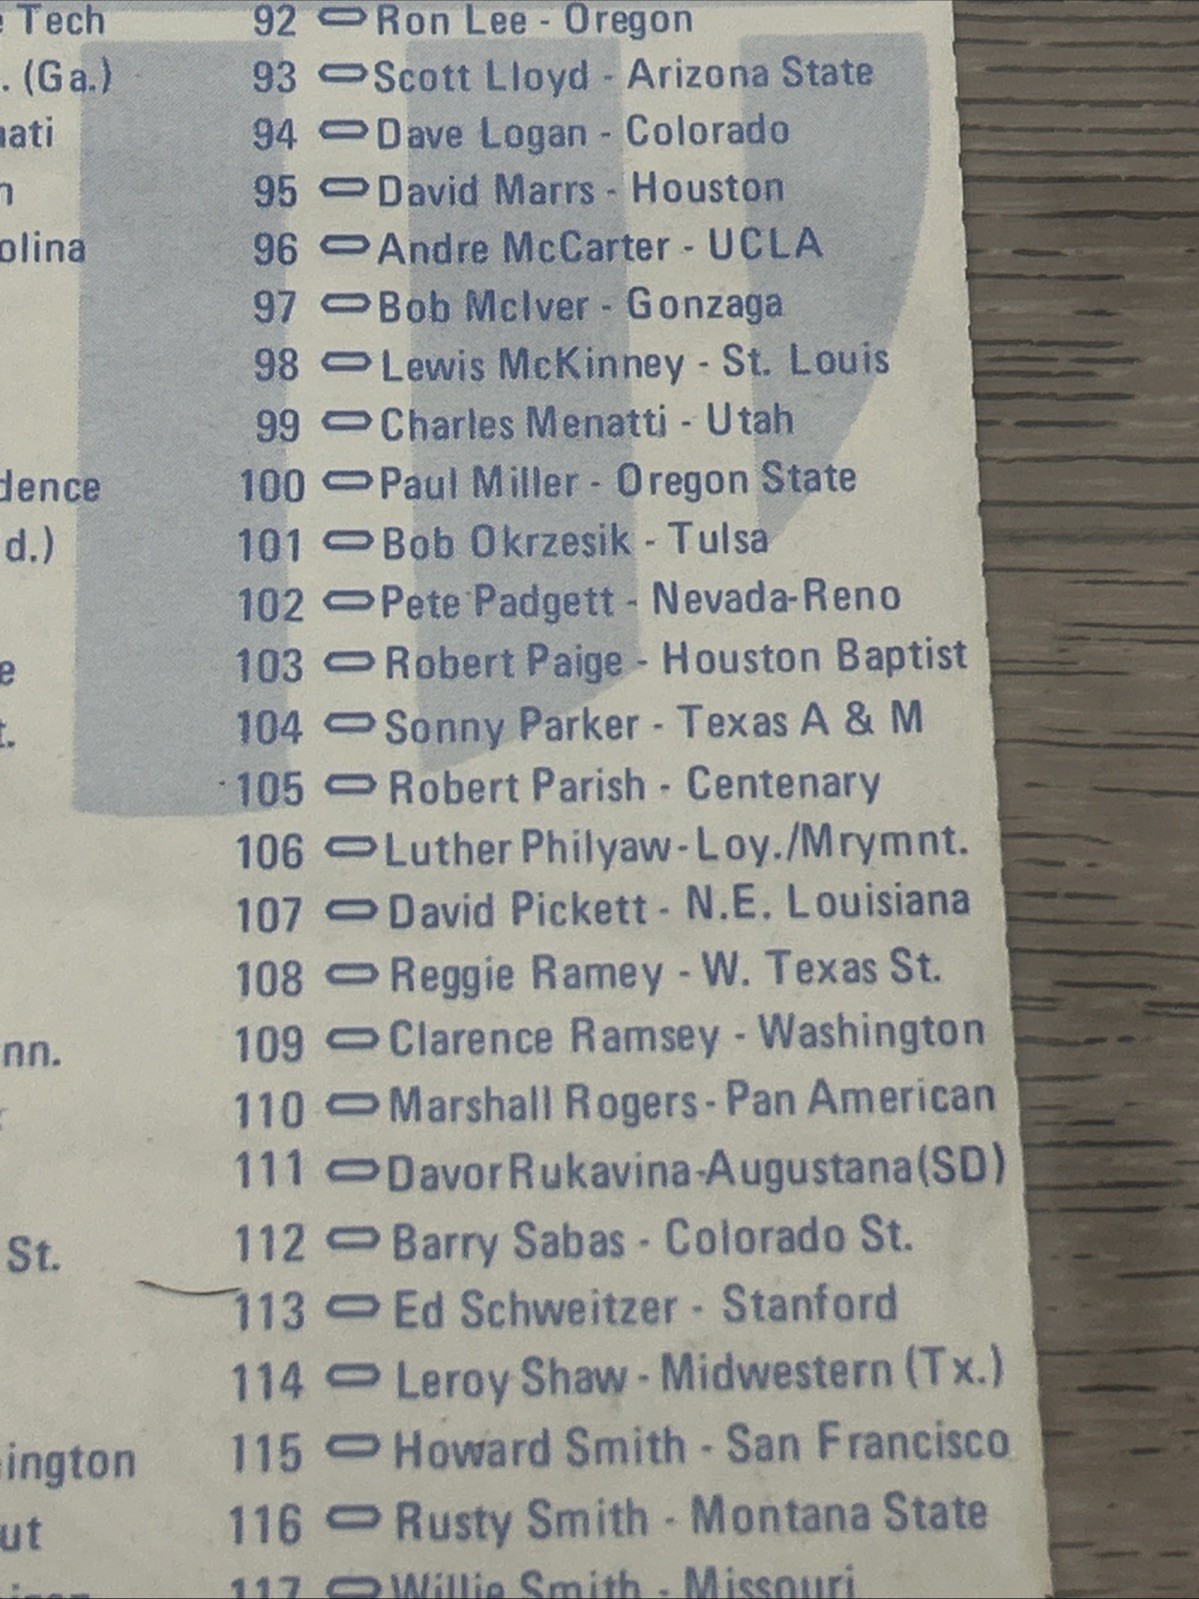 Tech 92 Ron Lee - Oregon
. (Ga.) 93 Scott Lloyd - Arizona State
94 Dave Logan - Colorado
95 David Marrs - Houston
96 Andre McCarter - UCLA
97 Bob McIver - Gonzaga
98 Lewis McKinney - St. Louis
99 Charles Menatti - Utah
100 Paul Miller - Oregon State
d.) 101 Bob Okrzesik - Tulsa
102 Pete Padgett - Nevada-Reno
103 Robert Paige - Houston Baptist
104 Sonny Parker - Texas A & M
105 Robert Parish - Centenary
106 Luther Philyaw - Loy./Mrymnt.
107 David Pickett - N.E. Louisiana
108 Reggie Ramey - W. Texas St.
nn. 109 Clarence Ramsey - Washington
110 Marshall Rogers - Pan American
111 Davor Rukavina-Augustana(SD)
St. 112 Barry Sabas - Colorado St.
113 Ed Schweitzer - Stanford
114 Leroy Shaw - Midwestern (Tx.)
ington 115 Howard Smith - San Francisco
ut 116 Rusty Smith - Montana State
117 Willie Smith - Missouri